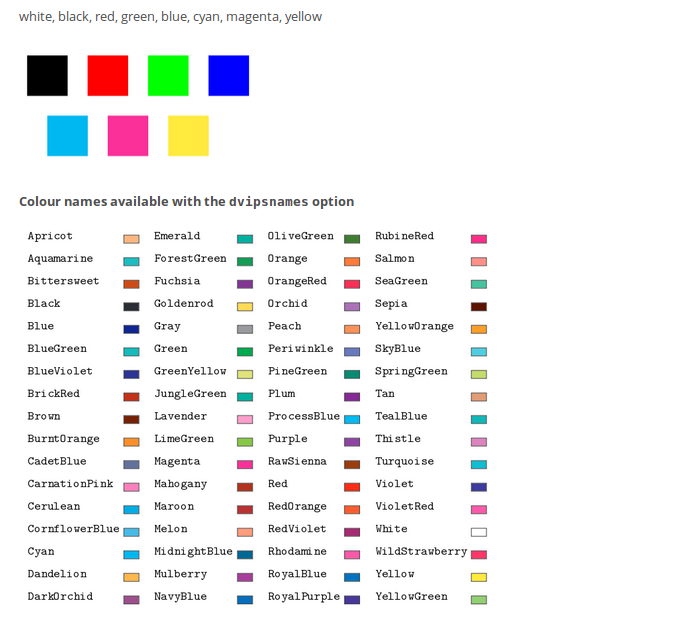 white, black, red, green, blue, cyan, magenta, yellow
Colour names available with the dvipsnames option
Apricot Emerald OliveGreen RubineRed
Aquamarine ForestGreen Orange Salmon
Bittersweet Fuchsia OrangeRed SeaGreen
Black Goldenrod Orchid Sepia
Blue Gray Peach YellowOrange
BlueGreen Green Periwinkle SkyBlue
BlueViolet GreenYellow PineGreen SpringGreen
BrickRed JungleGreen Plum Tan
Brown Lavender ProcessBlue TealBlue
BurntOrange LimeGreen Purple Thistle
CadetBlue Magenta RawSienna Turquoise
CarnationPink Mahogany Red Violet
Cerulean Maroon RedOrange VioletRed
CornflowerBlue Melon RedViolet White
Cyan MidnightBlue Rhodamine WildStrawberry
Dandelion Mulberry RoyalBlue Yellow
DarkOrchid NavyBlue RoyalPurple YellowGreen